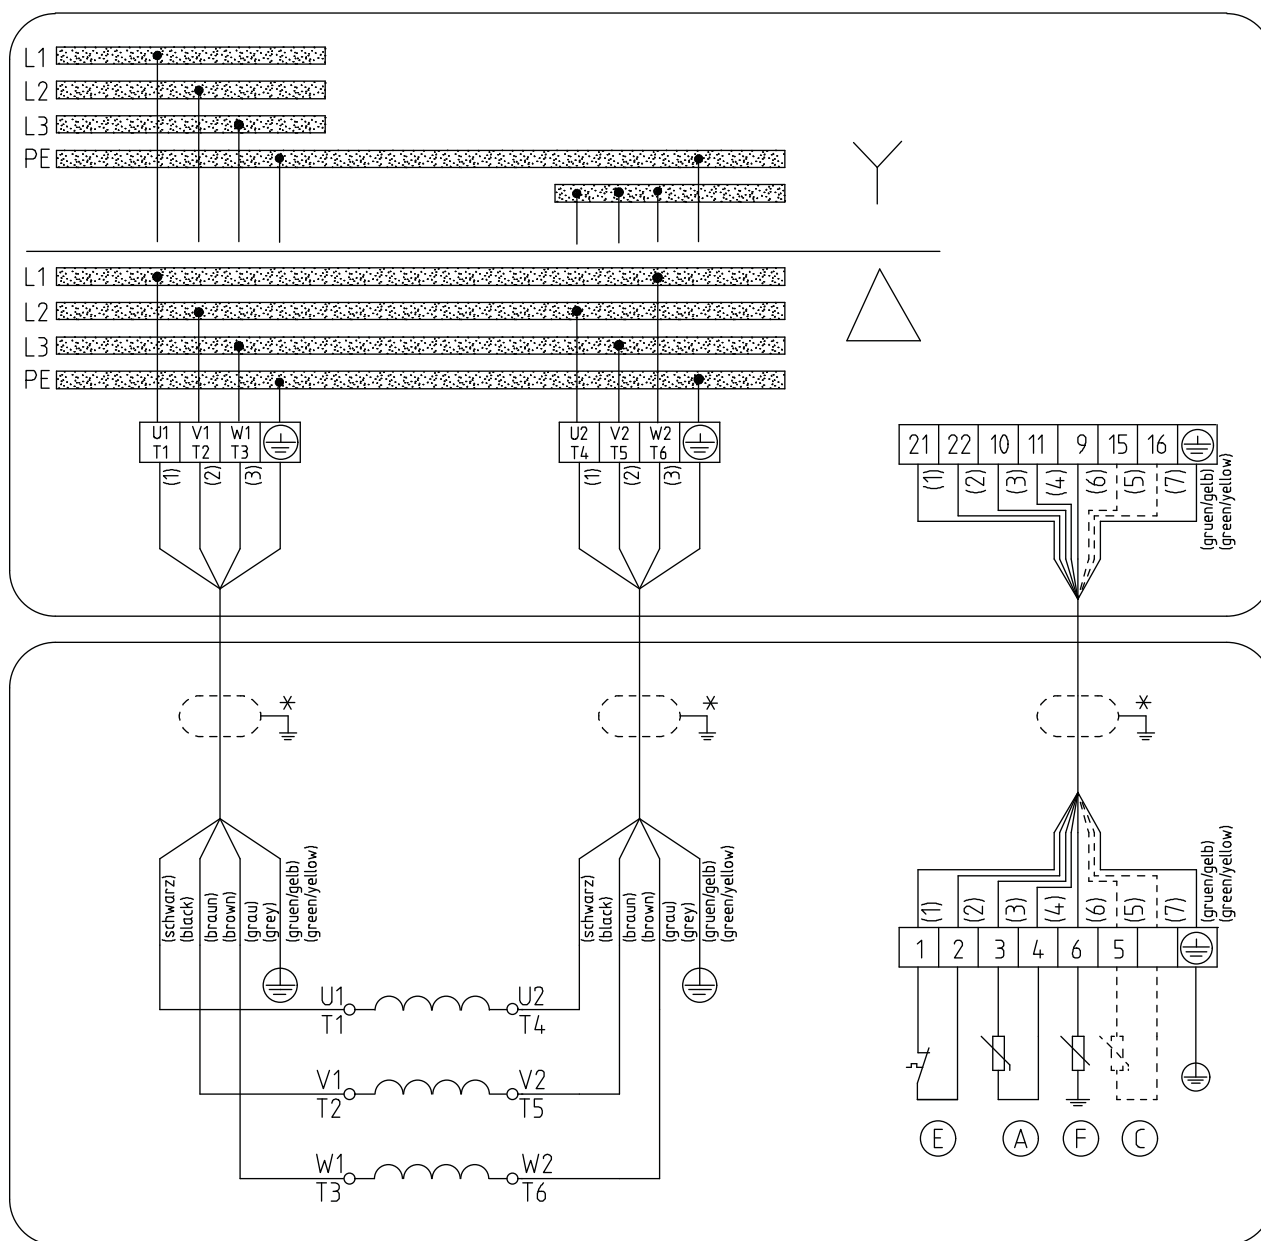 L1
L2
L3
PE
L1
L2
L3
PE
U1 V1 W1
T1 T2 T3
(1) (2) (3)
U2 V2 W2
T4 T5 T6
(1) (2) (3)
21 22 10 11 9 15 16
(1) (2) (3) (4) (6) (5) (7)
(gruen/gelb)
(green/yellow)
*
*
*
(schwarz)
(black)
(braun)
(brown)
(grau)
(grey)
(gruen/gelb)
(green/yellow)
(schwarz)
(black)
(braun)
(brown)
(grau)
(grey)
(gruen/gelb)
(green/yellow)
(1) (2) (3) (4) (6) (5) (7)
(gruen/gelb)
(green/yellow)
1 2 3 4 6 5
U1 U2
T1 T4
V1 V2
T2 T5
W1 W2
T3 T6
E A F C